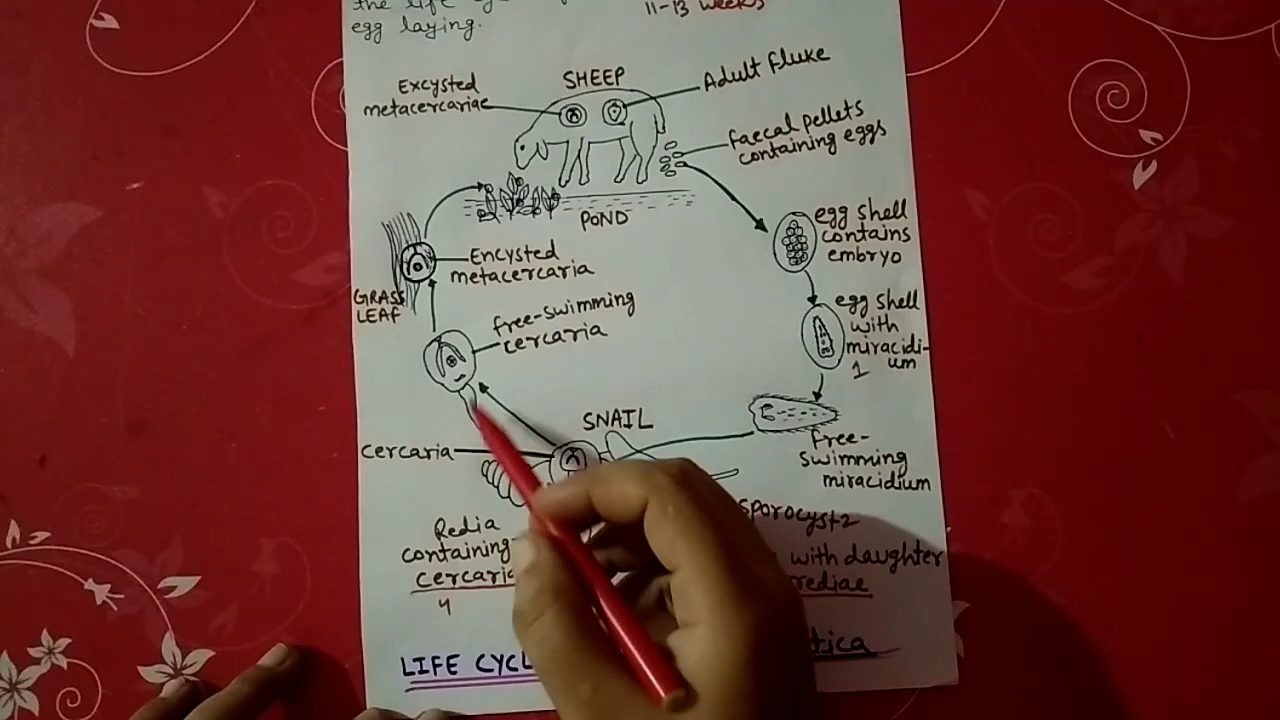 egg laying.
11-13 weeks
SHEEP
Adult fluke
Excysted
metacercariae
faecal pellets
containing eggs
POND
egg shell
contains
embryo
Encysted
metacercaria
GRASS
LEAF
egg shell
with
miracidi-
um
1
free-swimming
cercaria
SNAIL
free-
swimming
miracidium
cercaria
sporocyst-2
Redia
containing
cercaria
4
with daughter
rediae
LIFE CYCL
tica